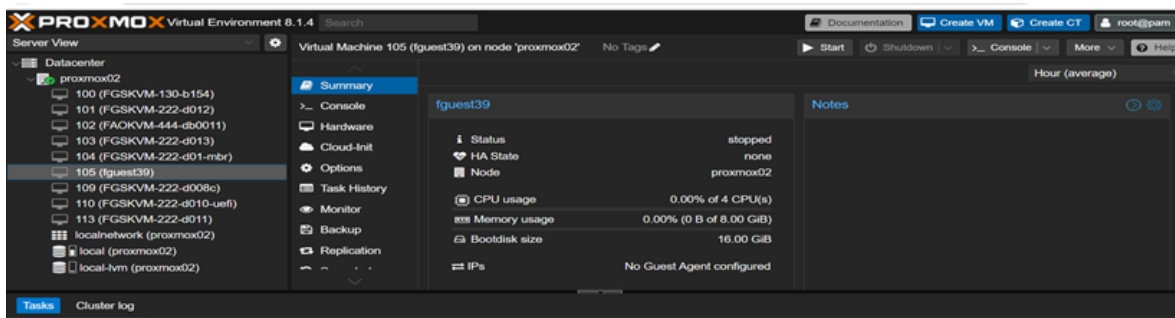 PROXMOX Virtual Environment 8.1.4 Search Documentation Create VM Create CT root@pam
Server View
Datacenter
proxmox02
100 (FGSKVM-130-b154)
101 (FGSKVM-222-d012)
102 (FAOKVM-444-db0011)
103 (FGSKVM-222-d013)
104 (FGSKVM-222-d01-mbr)
105 (fguest39)
109 (FGSKVM-222-d008c)
110 (FGSKVM-222-d010-uefi)
113 (FGSKVM-222-d011)
localnetwork (proxmox02)
local (proxmox02)
local-lvm (proxmox02)
Virtual Machine 105 (fguest39) on node 'proxmox02' No Tags Start Shutdown Console More Help
Summary
Console
Hardware
Cloud-Init
Options
Task History
Monitor
Backup
Replication
Hour (average)
fguest39
Status stopped
HA State none
Node proxmox02
CPU usage 0.00% of 4 CPU(s)
Memory usage 0.00% (0 B of 8.00 GiB)
Bootdisk size 16.00 GiB
IPs No Guest Agent configured
Notes
Tasks Cluster log